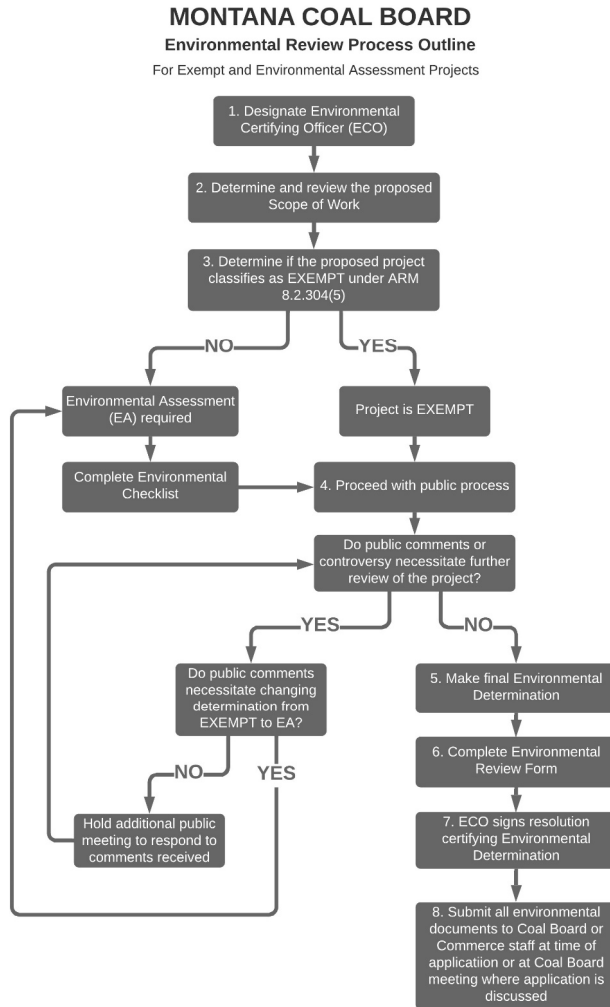 MONTANA COAL BOARD
Environmental Review Process Outline
For Exempt and Environmental Assessment Projects
1. Designate Environmental
Certifying Officer (ECO)
2. Determine and review the proposed
Scope of Work
3. Determine if the proposed project
classifies as EXEMPT under ARM
8.2.304(5)
NO
YES
Environmental Assessment
(EA) required
Project is EXEMPT
Complete Environmental
Checklist
4. Proceed with public process
Do public comments or
controversy necessitate further
review of the project?
YES
NO
Do public comments
necessitate changing
determination from
EXEMPT to EA?
5. Make final Environmental
Determination
6. Complete Environmental
Review Form
NO
YES
Hold additional public
meeting to respond to
comments received
7. ECO signs resolution
certifying Environmental
Determination
8. Submit all environmental
documents to Coal Board or
Commerce staff at time of
applicatiion or at Coal Board
meeting where application is
discussed